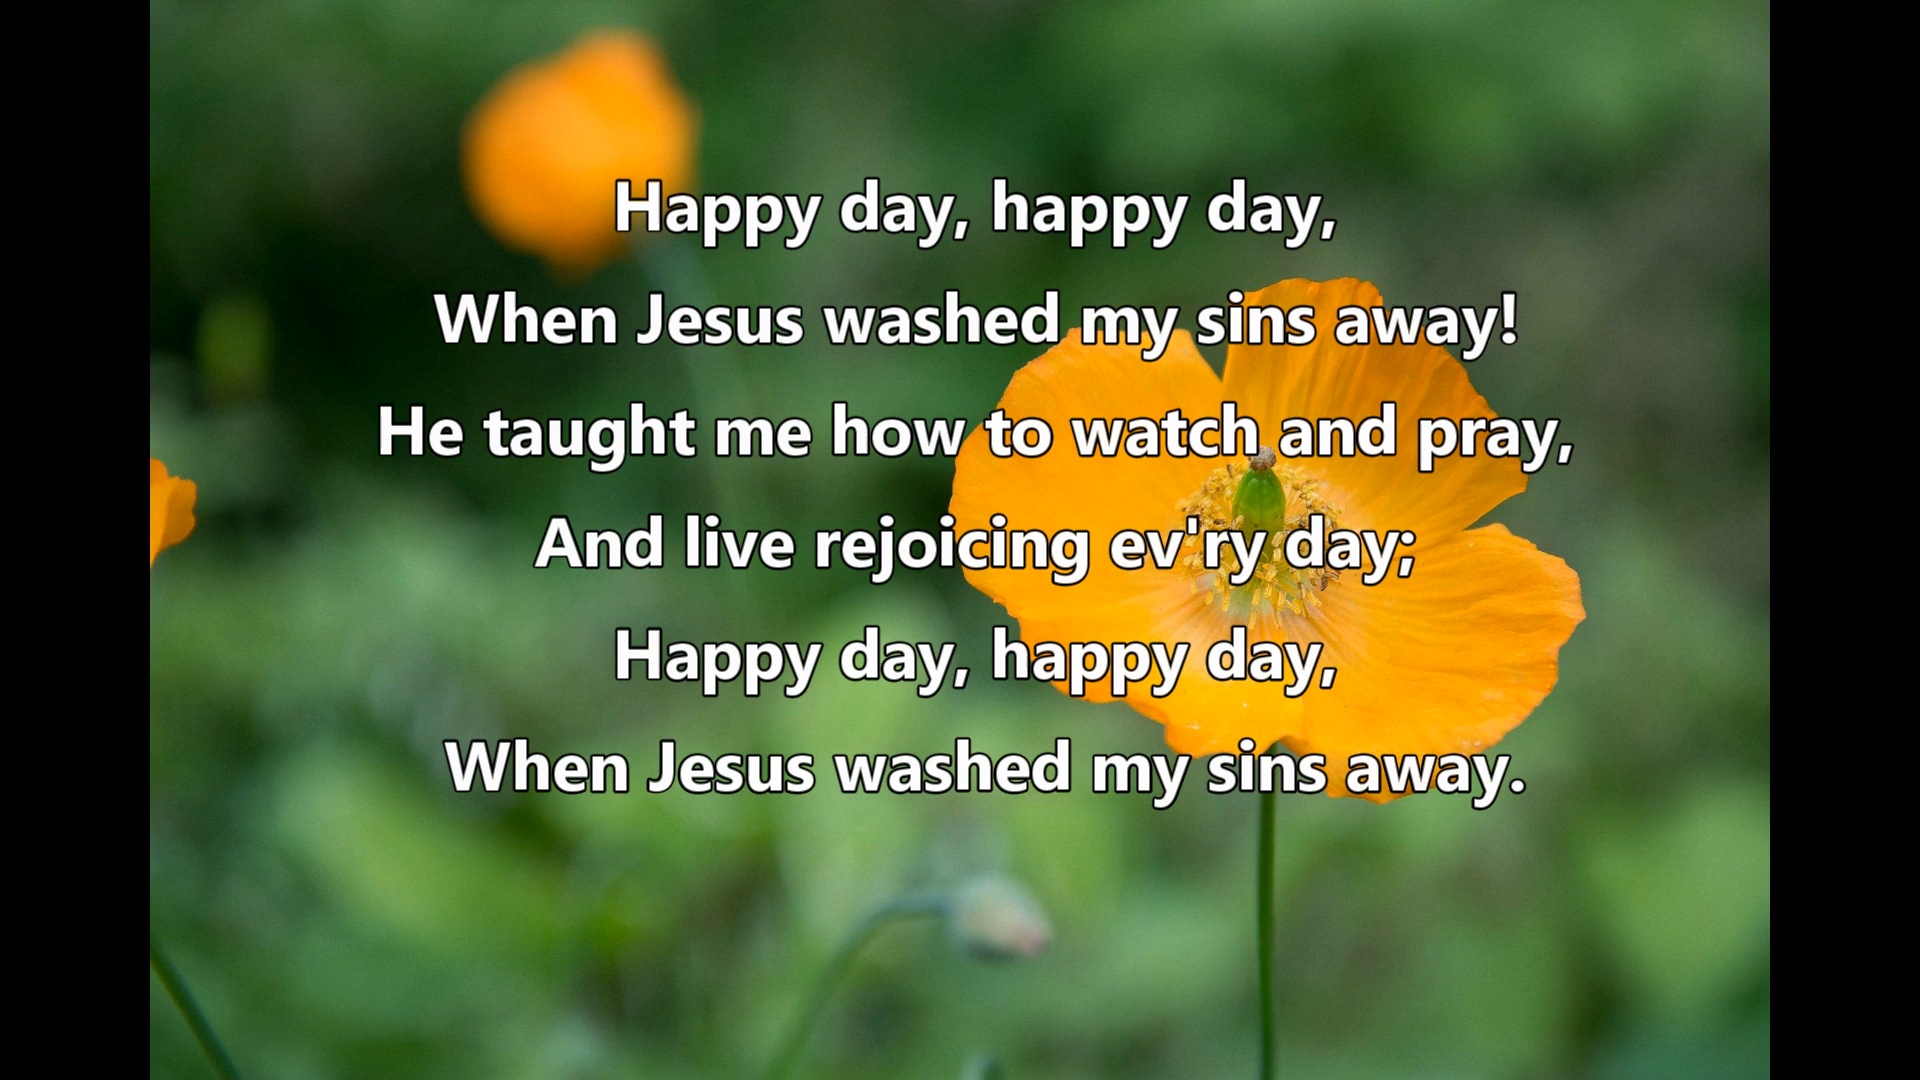 Happy day, happy day,
When Jesus washed my sins away!
He taught me how to watch and pray,
And live rejoicing ev'ry day;
Happy day, happy day,
When Jesus washed my sins away.